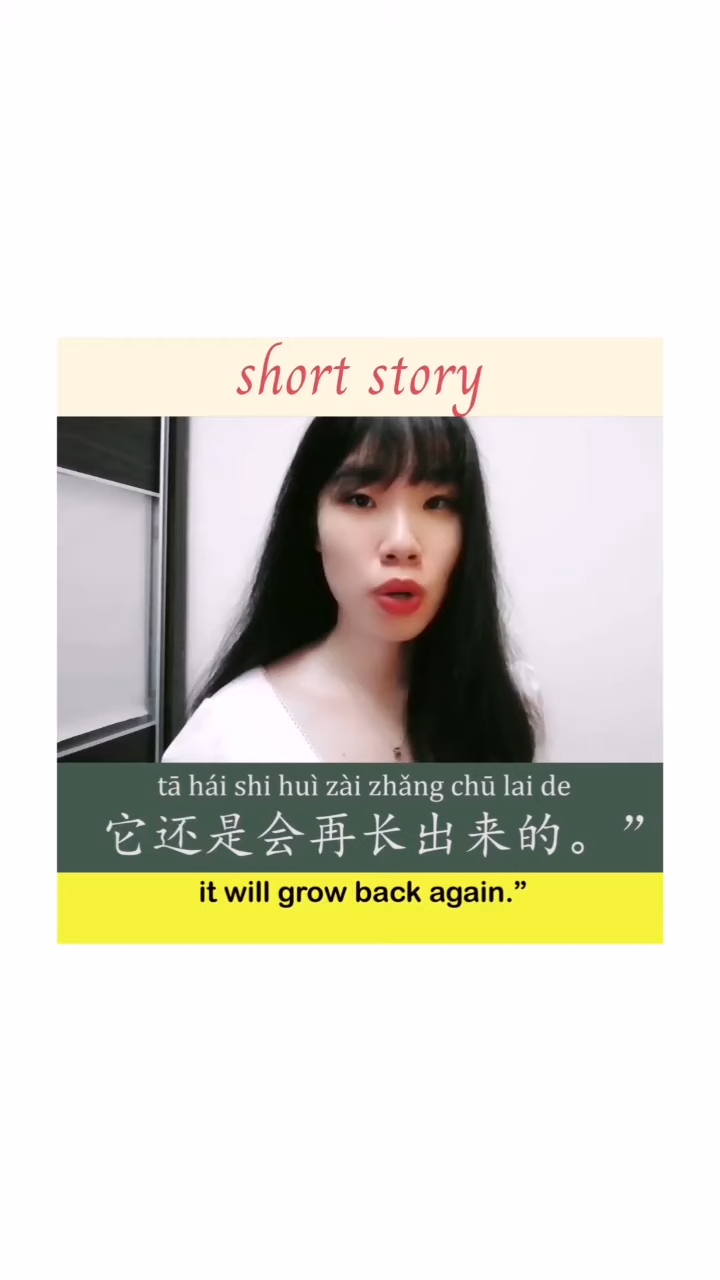 short story
tā hái shi huì zài zhǎng chū lai de
它还是会再长出来的。”
it will grow back again.”